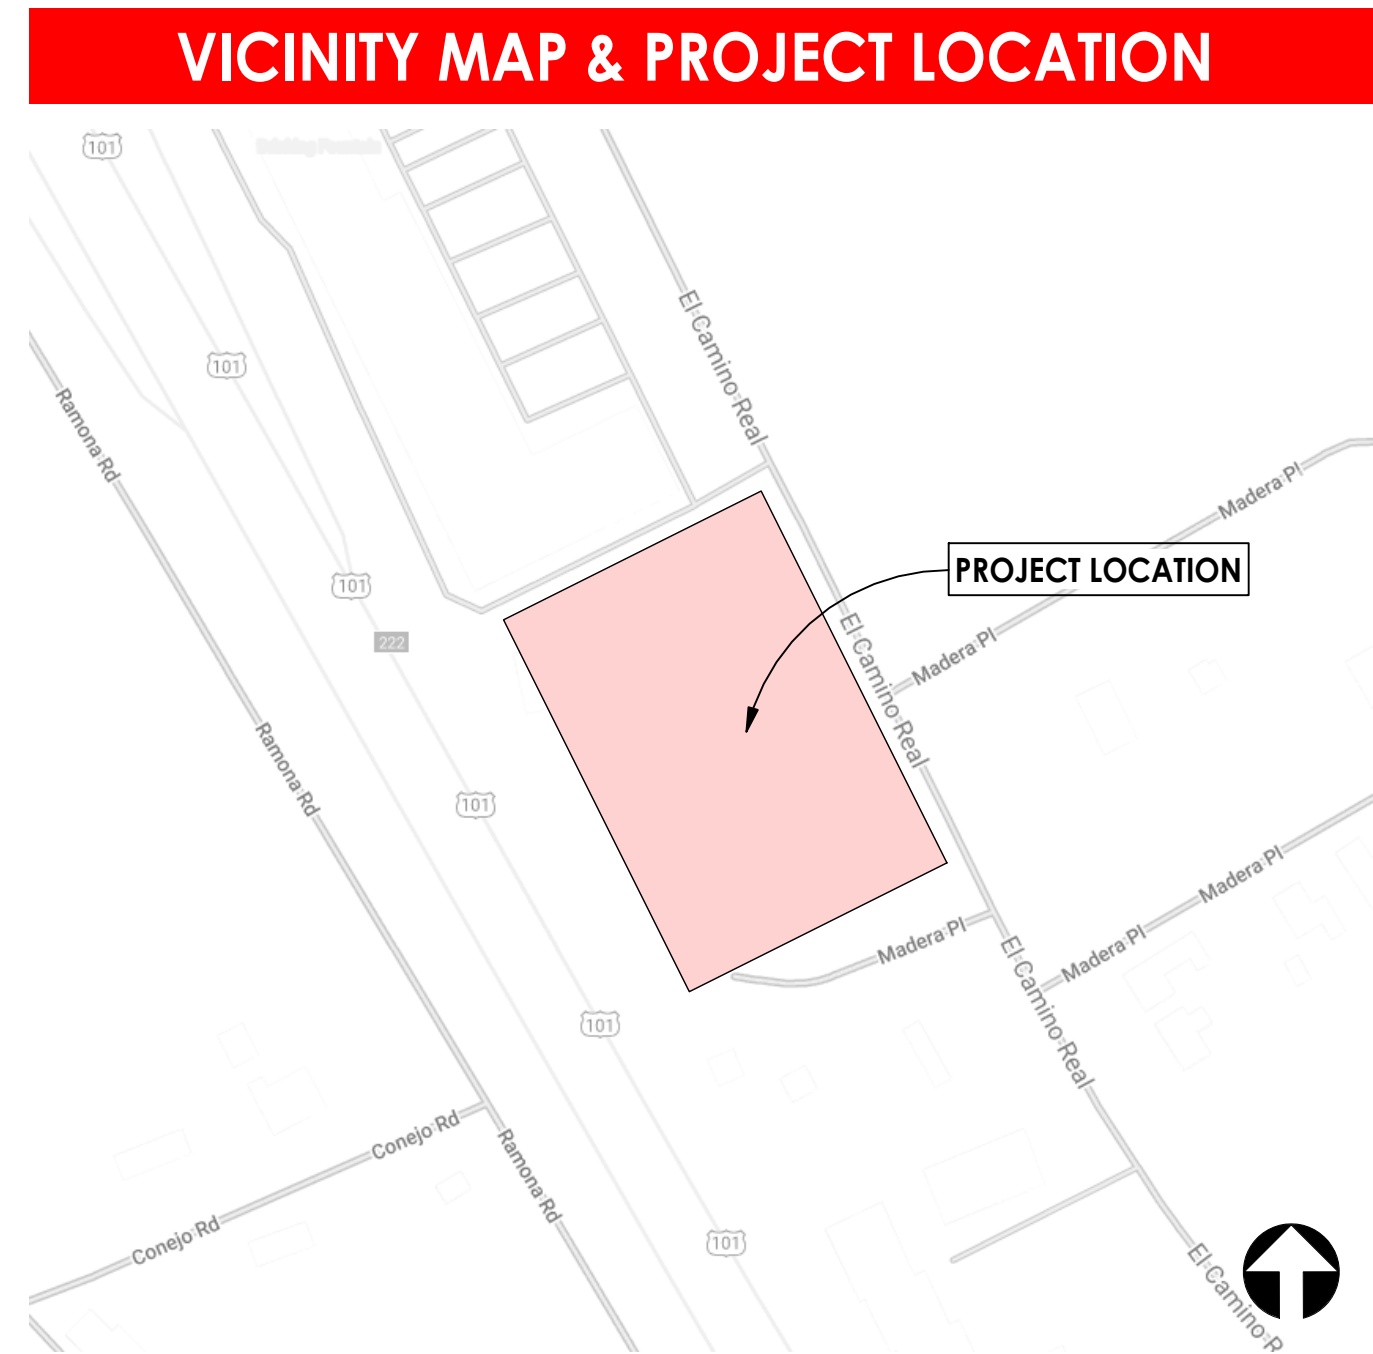 VICINITY MAP & PROJECT LOCATION
101
Drinking Fountain
El Camino Real
101
Ramona Rd
Madera Pl
PROJECT LOCATION
101
222
El Camino Real
Madera Pl
Ramona Rd
101
Madera Pl
Madera Pl
Madera Pl
El Camino Real
101
Conejo Rd
Ramona Rd
Conejo Rd
101
El Camino R